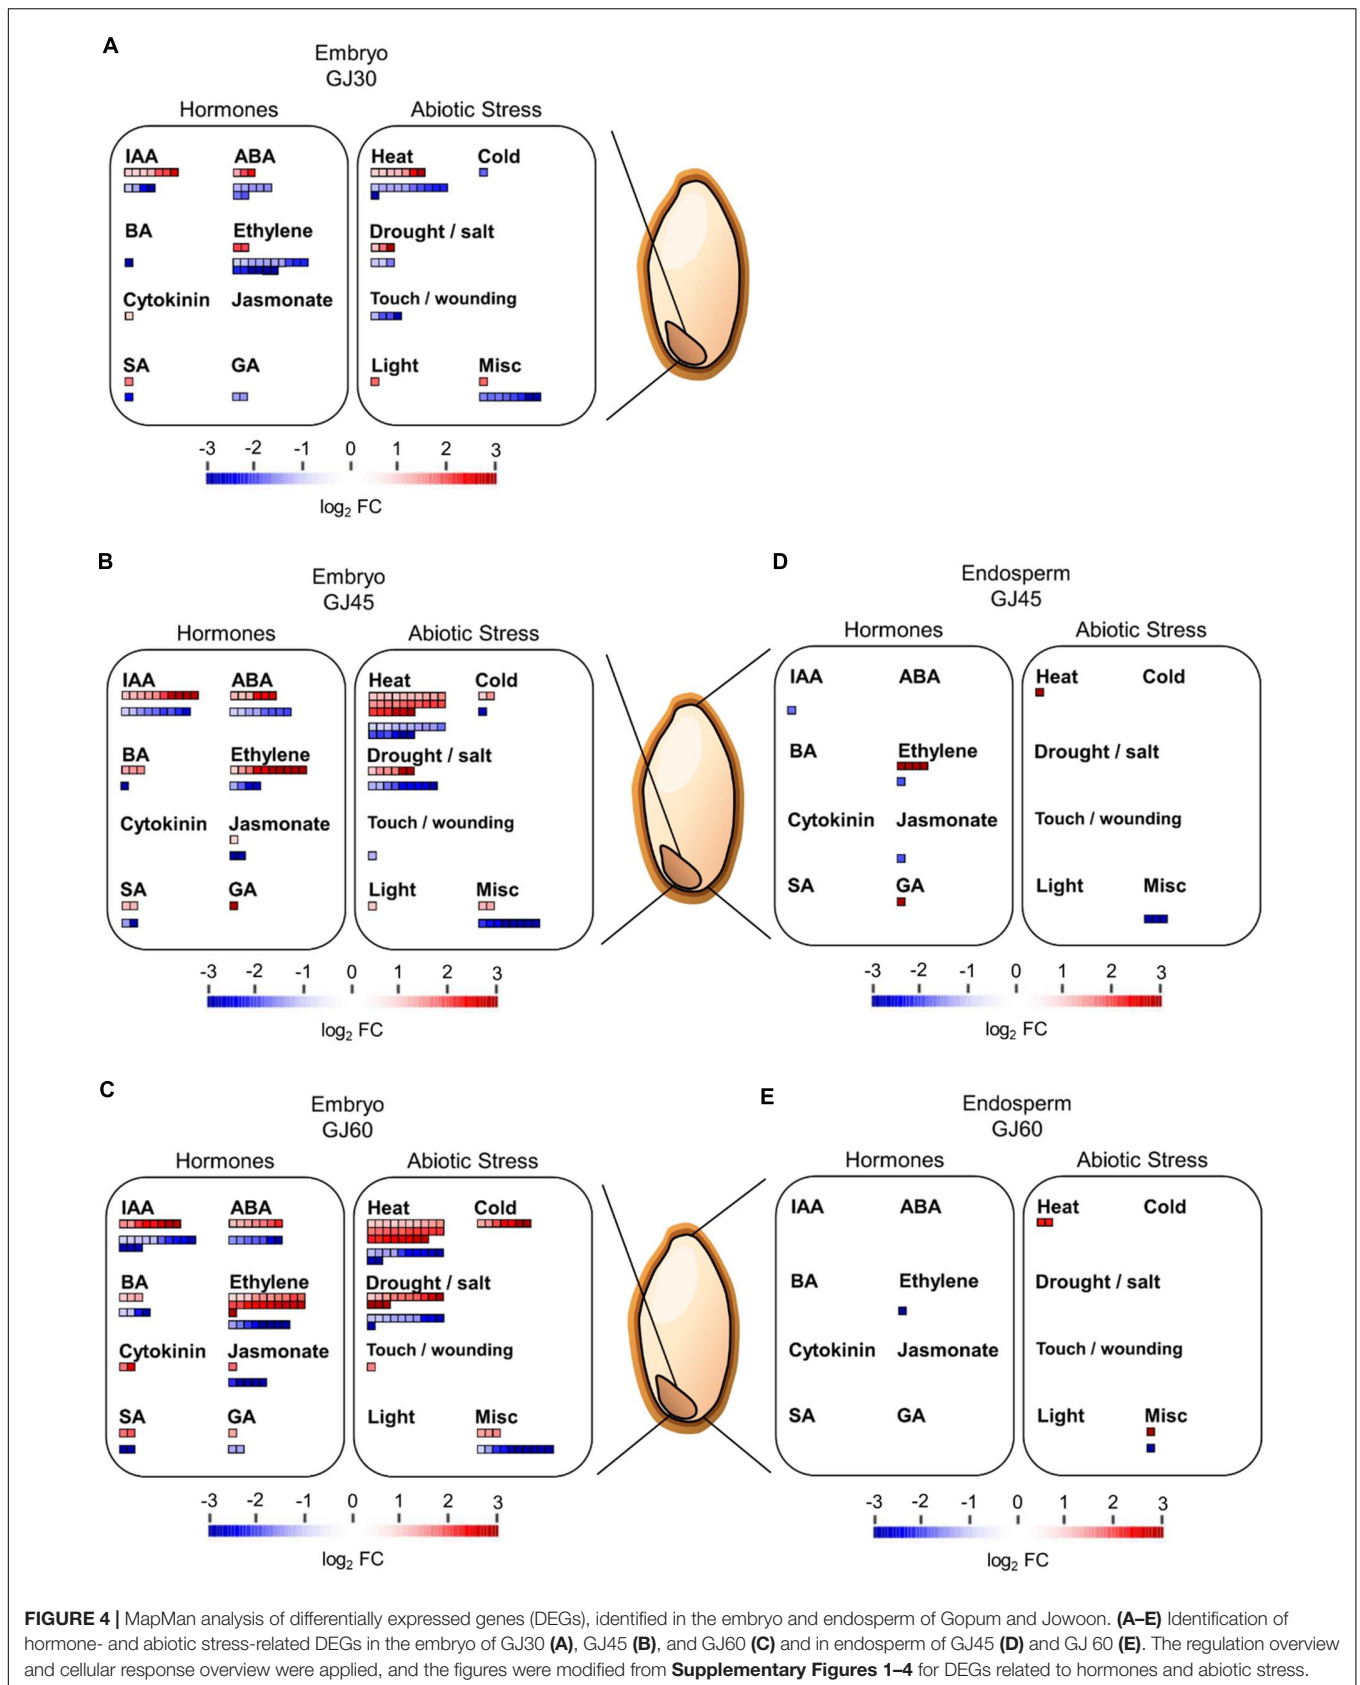 A
Embryo
GJ30
Hormones
Abiotic Stress
IAA
ABA
Heat
Cold
BA
Ethylene
Drought / salt
Cytokinin
Jasmonate
Touch / wounding
SA
GA
Light
Misc
-3 -2 -1 0 1 2 3
log₂ FC
B
Embryo
GJ45
Hormones
Abiotic Stress
IAA
ABA
Heat
Cold
BA
Ethylene
Drought / salt
Cytokinin
Jasmonate
Touch / wounding
SA
GA
Light
Misc
-3 -2 -1 0 1 2 3
log₂ FC
D
Endosperm
GJ45
Hormones
Abiotic Stress
IAA
ABA
Heat
Cold
BA
Ethylene
Drought / salt
Cytokinin
Jasmonate
Touch / wounding
SA
GA
Light
Misc
-3 -2 -1 0 1 2 3
log₂ FC
C
Embryo
GJ60
Hormones
Abiotic Stress
IAA
ABA
Heat
Cold
BA
Ethylene
Drought / salt
Cytokinin
Jasmonate
Touch / wounding
SA
GA
Light
Misc
-3 -2 -1 0 1 2 3
log₂ FC
E
Endosperm
GJ60
Hormones
Abiotic Stress
IAA
ABA
Heat
Cold
BA
Ethylene
Drought / salt
Cytokinin
Jasmonate
Touch / wounding
SA
GA
Light
Misc
-3 -2 -1 0 1 2 3
log₂ FC
FIGURE 4 | MapMan analysis of differentially expressed genes (DEGs), identified in the embryo and endosperm of Gopum and Jowoon. (A–E) Identification of
hormone- and abiotic stress-related DEGs in the embryo of GJ30 (A), GJ45 (B), and GJ60 (C) and in endosperm of GJ45 (D) and GJ 60 (E). The regulation overview
and cellular response overview were applied, and the figures were modified from Supplementary Figures 1–4 for DEGs related to hormones and abiotic stress.